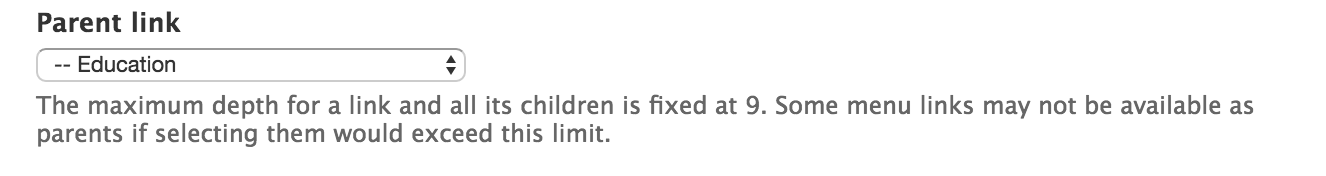 Parent link
-- Education
The maximum depth for a link and all its children is fixed at 9. Some menu links may not be available as
parents if selecting them would exceed this limit.